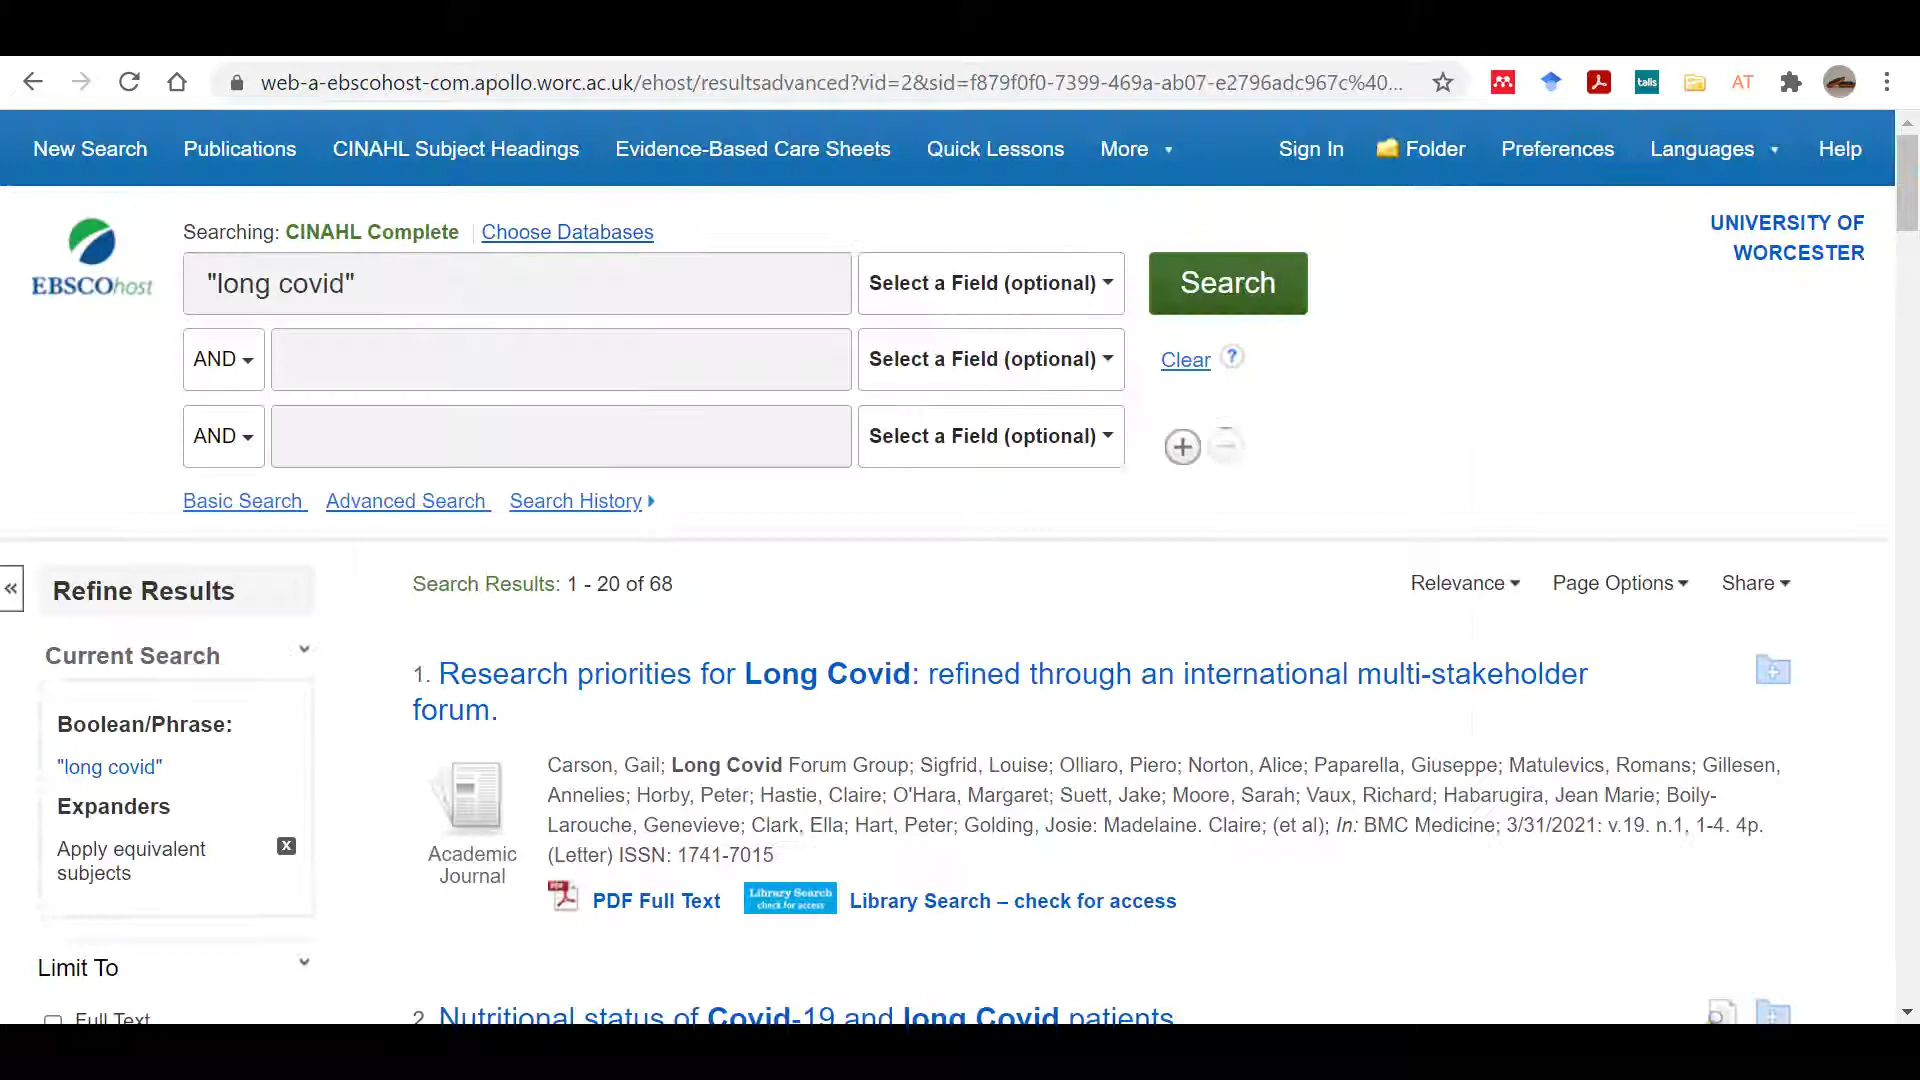 web-a-ebscohost-com.apollo.worc.ac.uk/ehost/resultsadvanced?vid=2&sid=f879f0f0-7399-469a-ab07-e2796adc967c%40...
talis
AT
New Search Publications CINAHL Subject Headings Evidence-Based Care Sheets Quick Lessons More Sign In Folder Preferences Languages Help
Searching: CINAHL Complete Choose Databases
UNIVERSITY OF
WORCESTER
EBSCOhost
"long covid" Select a Field (optional) Search
AND Select a Field (optional) Clear ?
AND Select a Field (optional)
Basic Search Advanced Search Search History
Refine Results
Search Results: 1 - 20 of 68 Relevance Page Options Share
Current Search
Boolean/Phrase:
"long covid"
Expanders
Apply equivalent
subjects
Limit To
Full Text
1. Research priorities for Long Covid: refined through an international multi-stakeholder
forum.
Academic
Journal
Carson, Gail; Long Covid Forum Group; Sigfrid, Louise; Olliaro, Piero; Norton, Alice; Paparella, Giuseppe; Matulevics, Romans; Gillesen,
Annelies; Horby, Peter; Hastie, Claire; O'Hara, Margaret; Suett, Jake; Moore, Sarah; Vaux, Richard; Habarugira, Jean Marie; Boily-
Larouche, Genevieve; Clark, Ella; Hart, Peter; Golding, Josie; Madelaine. Claire; (et al); In: BMC Medicine; 3/31/2021; v.19. n.1, 1-4. 4p.
(Letter) ISSN: 1741-7015
PDF Full Text Library Search check for access Library Search – check for access
2. Nutritional status of Covid-19 and long Covid patients